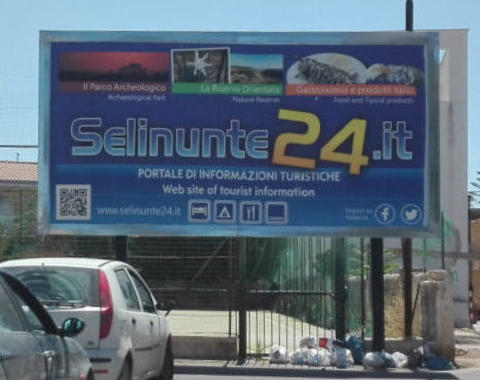 Il Parco Archeologico
Archaeological Park
La Riserva Orientata
Natural Reserve
Gastronomia e prodotti tipici
Food and Tipical products
Selinunte24.it
PORTALE DI INFORMAZIONI TURISTICHE
Web site of tourist information
www.selinunte24.it